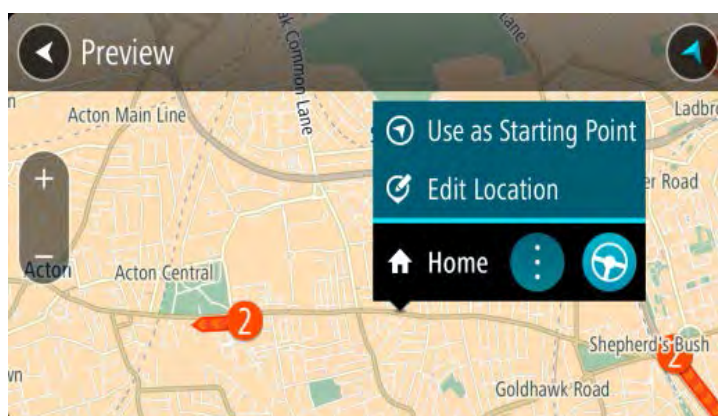 Preview
Common Lane
Acton Main Line
Use as Starting Point
Edit Location
Road
Home
Acton
Acton Central
2
2
Shepherd's Bush
Goldhawk Road